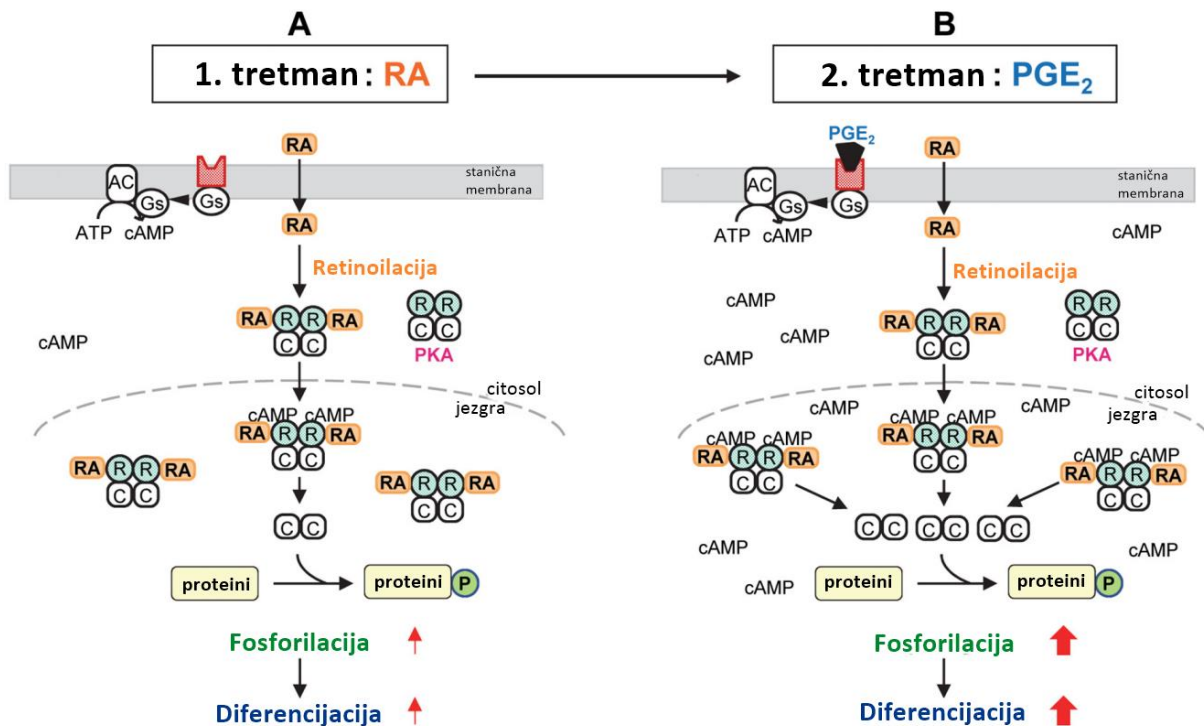 A
1. tretman : RA
RA
stanična
membrana
AC
Gs
Gs
ATP cAMP
RA
Retinoilacija
RA R R RA
C C
R R
C C
PKA
cAMP
citosol
jezgra
cAMP cAMP
RA R R RA
C C
RA R R RA
C C
RA R R RA
C C
C C
proteini
proteini P
Fosforilacija
Diferencijacija
B
2. tretman : PGE₂
PGE₂
RA
stanična
membrana
AC
Gs
Gs
ATP cAMP
RA
cAMP
Retinoilacija
cAMP
cAMP
cAMP
RA R R RA
C C
R R
C C
PKA
citosol
jezgra
cAMP
cAMP
cAMP cAMP
RA R R RA
C C
cAMP cAMP
RA R R RA
C C
cAMP cAMP
RA R R RA
C C
C C C C C C
cAMP
cAMP
cAMP
proteini
proteini P
Fosforilacija
Diferencijacija